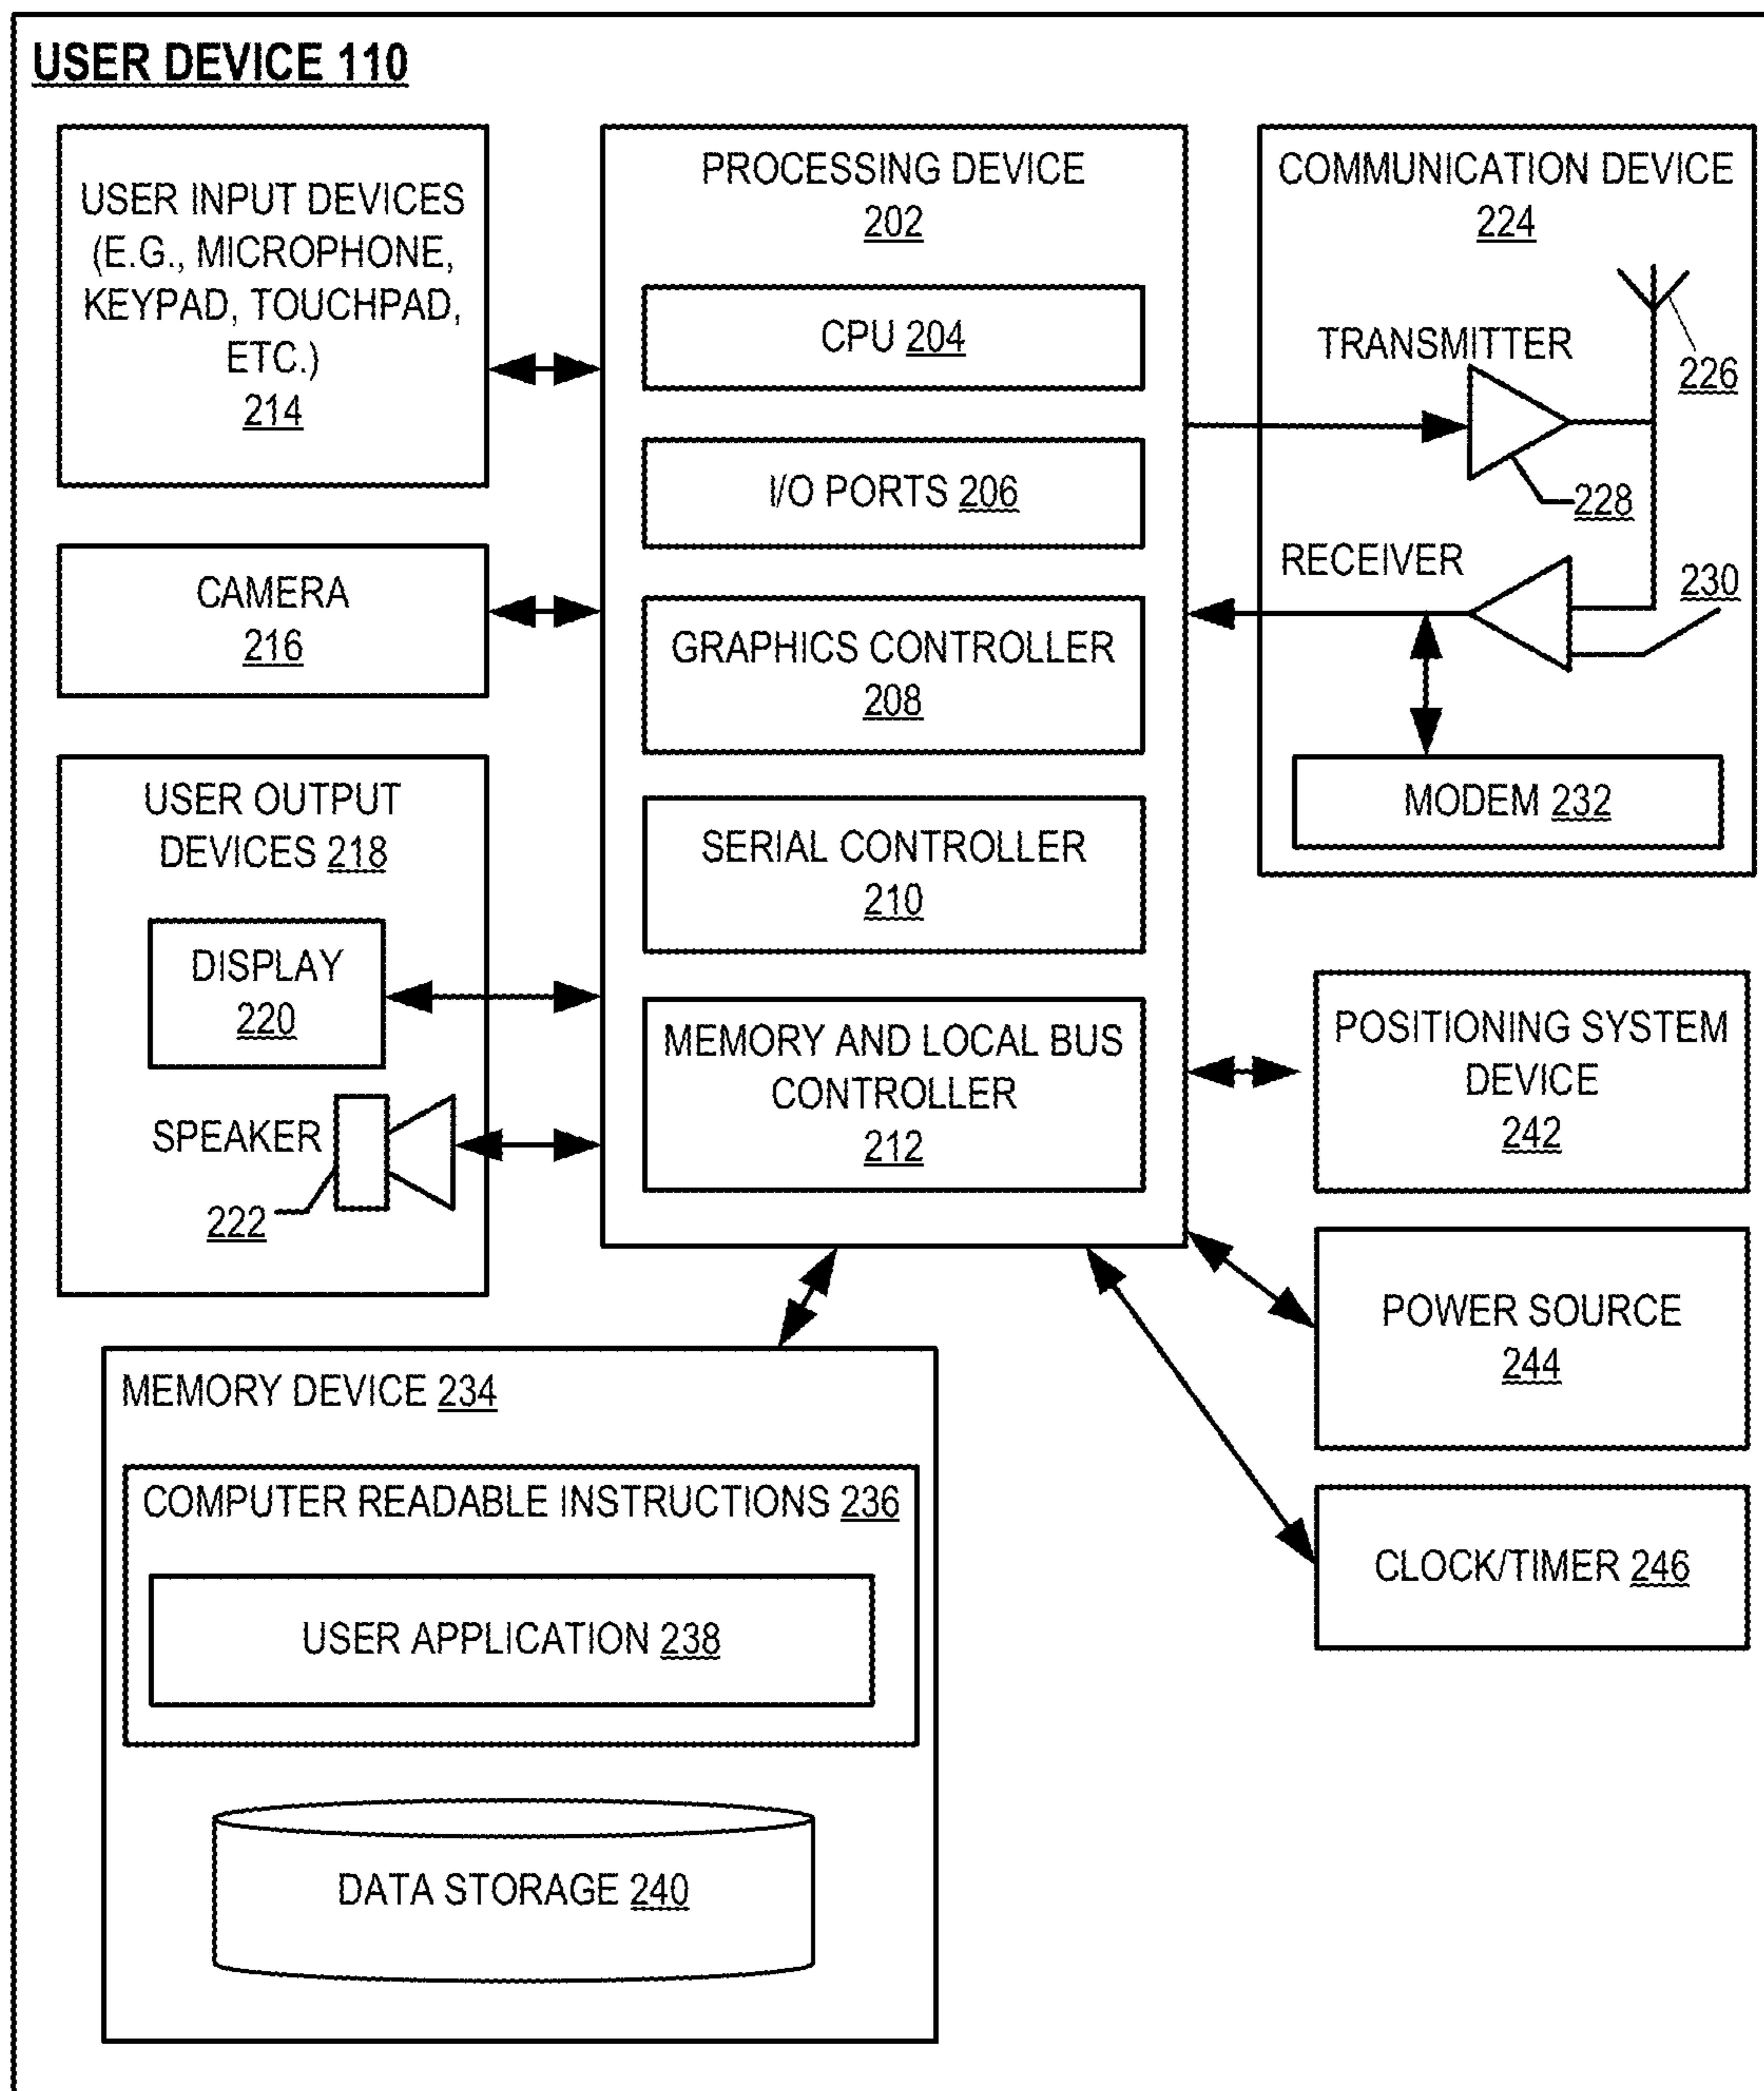 USER DEVICE 110
USER INPUT DEVICES
(E.G., MICROPHONE,
KEYPAD, TOUCHPAD,
ETC.)
214
CAMERA
216
USER OUTPUT
DEVICES 218
DISPLAY
220
SPEAKER
222
PROCESSING DEVICE
202
CPU 204
I/O PORTS 206
GRAPHICS CONTROLLER
208
SERIAL CONTROLLER
210
MEMORY AND LOCAL BUS
CONTROLLER
212
COMMUNICATION DEVICE
224
TRANSMITTER
226
228
RECEIVER
230
MODEM 232
POSITIONING SYSTEM
DEVICE
242
POWER SOURCE
244
CLOCK/TIMER 246
MEMORY DEVICE 234
COMPUTER READABLE INSTRUCTIONS 236
USER APPLICATION 238
DATA STORAGE 240